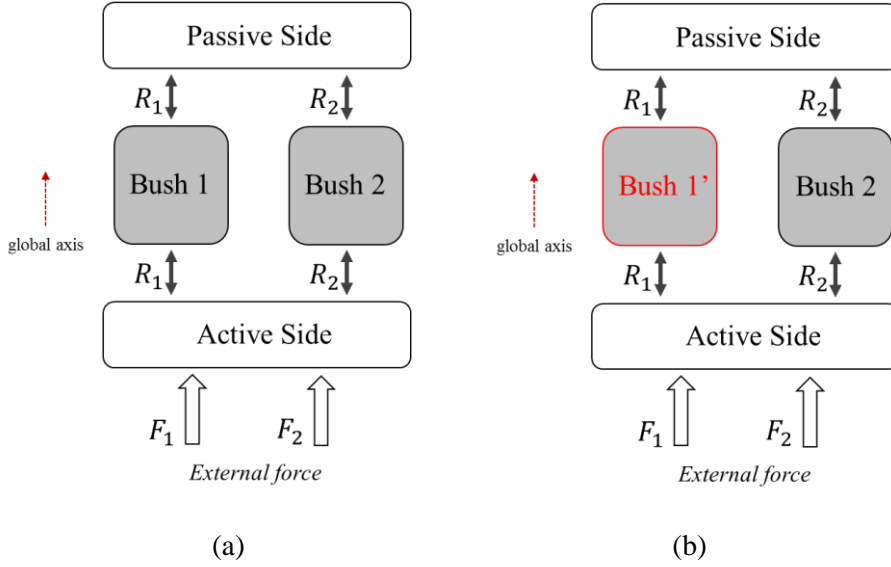 Passive Side
R₁
R₂
Bush 1
Bush 2
global axis
R₁
R₂
Active Side
F₁
F₂
External force
(a)
Passive Side
R₁
R₂
Bush 1’
Bush 2
global axis
R₁
R₂
Active Side
F₁
F₂
External force
(b)